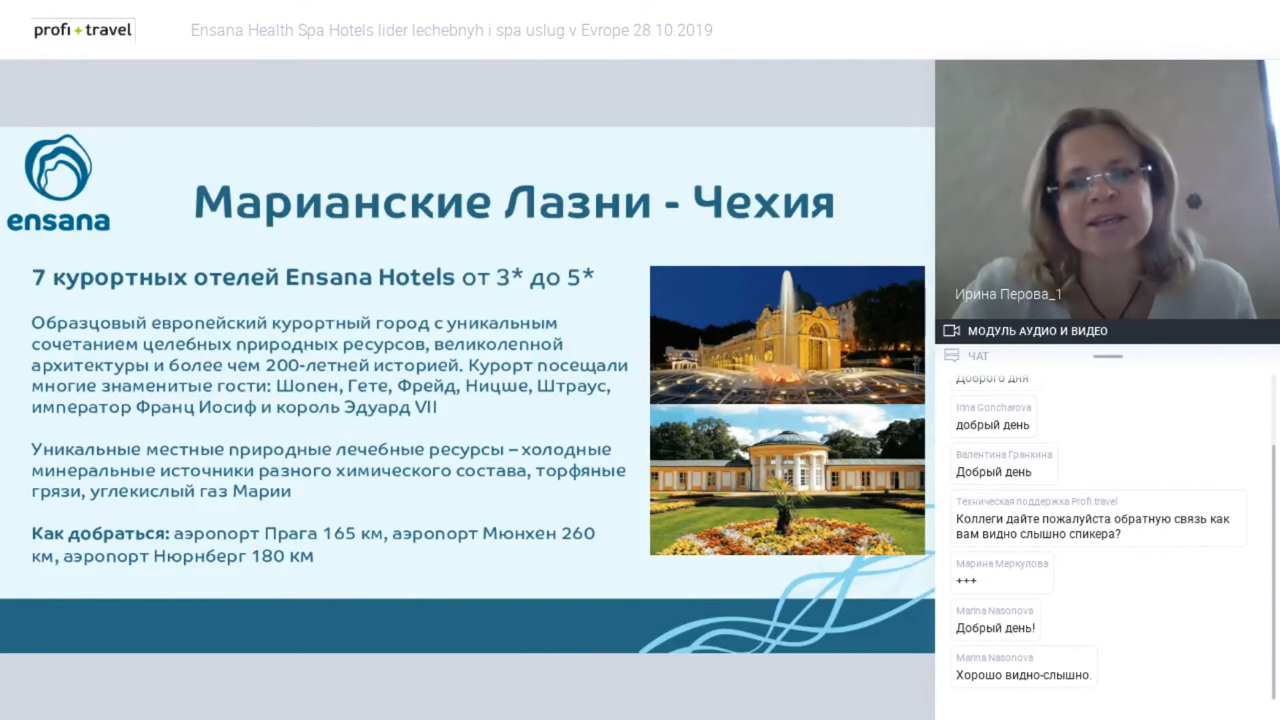 profi + travel
Ensana Health Spa Hotels lider lechebnyh i spa uslug v Evrope 28.10.2019
ensana
Марианские Лазни - Чехия
7 курортных отелей Ensana Hotels от 3* до 5*
Образцовый европейский курортный город с уникальным
сочетанием целебных природных ресурсов, великолепной
архитектуры и более чем 200-летней историей. Курорт посещали
многие знаменитые гости: Шопен, Гете, Фрейд, Ницше, Штраус,
император Франц Иосиф и король Эдуард VII
Уникальные местные природные лечебные ресурсы – холодные
минеральные источники разного химического состава, торфяные
грязи, углекислый газ Марии
Как добраться: аэропорт Прага 165 км, аэропорт Мюнхен 260
км, аэропорт Нюрнберг 180 км
Ирина Перова_1
МОДУЛЬ АУДИО И ВИДЕО
ЧАТ
Доброго дня
Irina Goncharova
добрый день
Валентина Гранкина
Добрый день
Техническая поддержка Profi.travel
Коллеги дайте пожалуйста обратную связь как
вам видно слышно спикера?
Марина Меркулова
+++
Marina Nasonova
Добрый день!
Marina Nasonova
Хорошо видно-слышно.